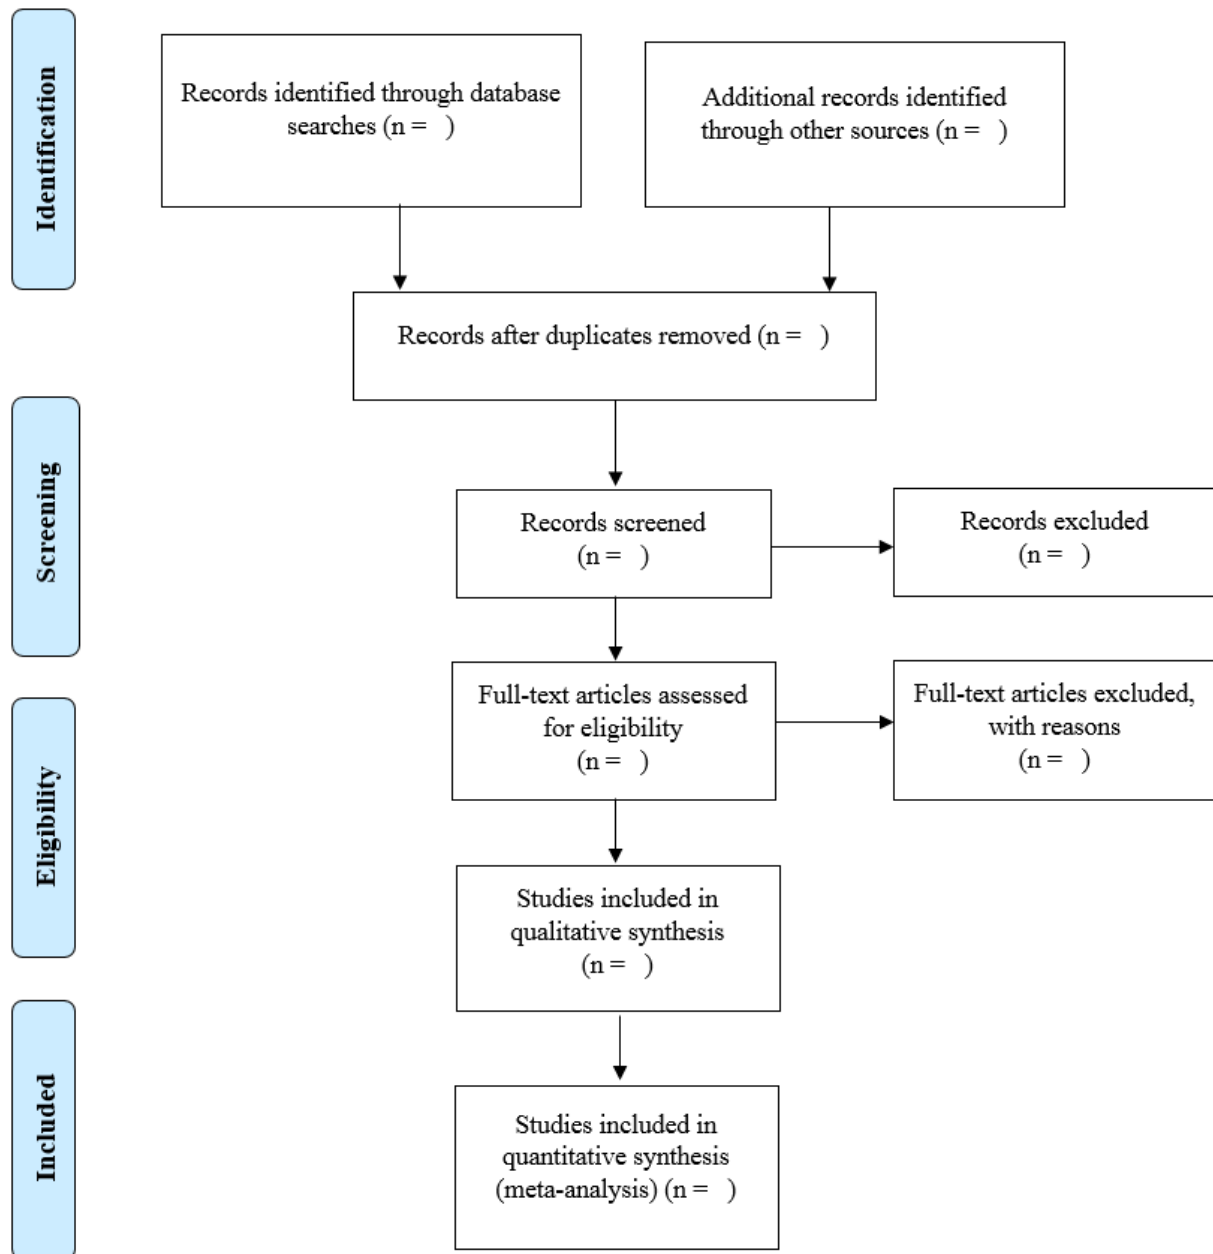 Identification
Records identified through database
searches (n =   )
Additional records identified
through other sources (n =   )
Records after duplicates removed (n =   )
Screening
Records screened
(n =   )
Records excluded
(n =   )
Eligibility
Full-text articles assessed
for eligibility
(n =   )
Full-text articles excluded,
with reasons
(n =   )
Studies included in
qualitative synthesis
(n =   )
Included
Studies included in
quantitative synthesis
(meta-analysis) (n =   )